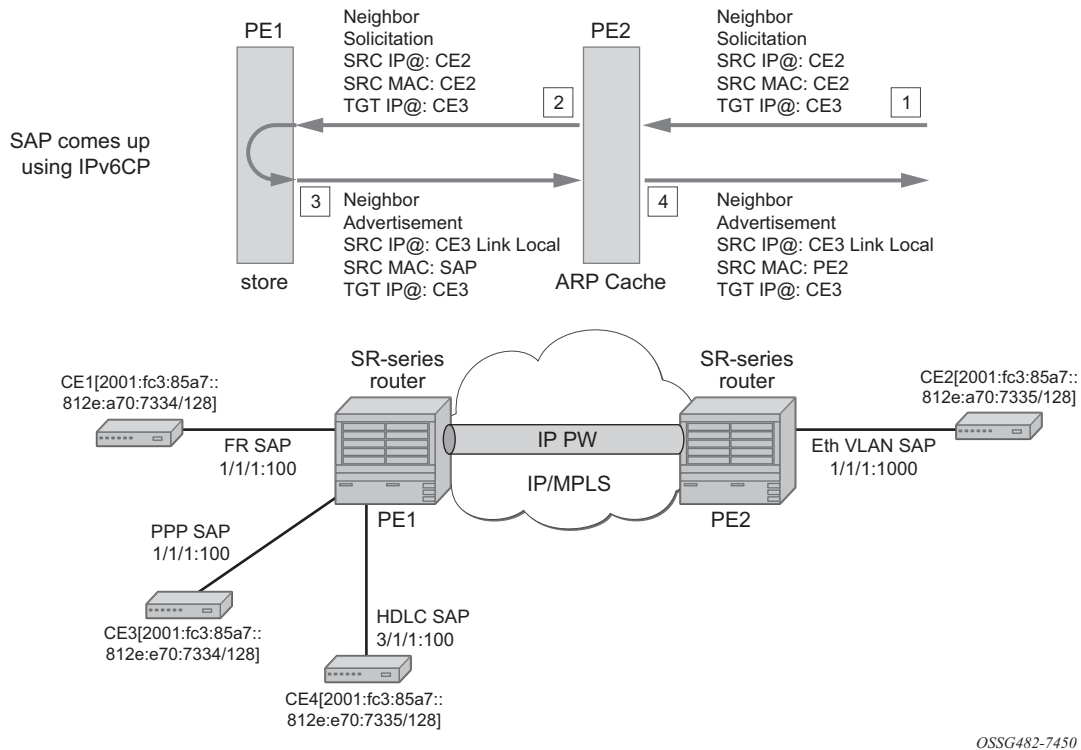 PE1
PE2
Neighbor
Solicitation
SRC IP@: CE2
SRC MAC: CE2
TGT IP@: CE3
2
Neighbor
Solicitation
SRC IP@: CE2
SRC MAC: CE2
TGT IP@: CE3
1
SAP comes up
using IPv6CP
3
Neighbor
Advertisement
SRC IP@: CE3 Link Local
SRC MAC: SAP
TGT IP@: CE3
4
Neighbor
Advertisement
SRC IP@: CE3 Link Local
SRC MAC: PE2
TGT IP@: CE3
store
ARP Cache
SR-series
router
SR-series
router
CE1[2001:fc3:85a7::
812e:a70:7334/128]
CE2[2001:fc3:85a7::
812e:a70:7335/128]
FR SAP
1/1/1:100
IP PW
IP/MPLS
Eth VLAN SAP
1/1/1:1000
PE1
PE2
PPP SAP
1/1/1:100
HDLC SAP
3/1/1:100
CE3[2001:fc3:85a7::
812e:e70:7334/128]
CE4[2001:fc3:85a7::
812e:e70:7335/128]
OSSG482-7450